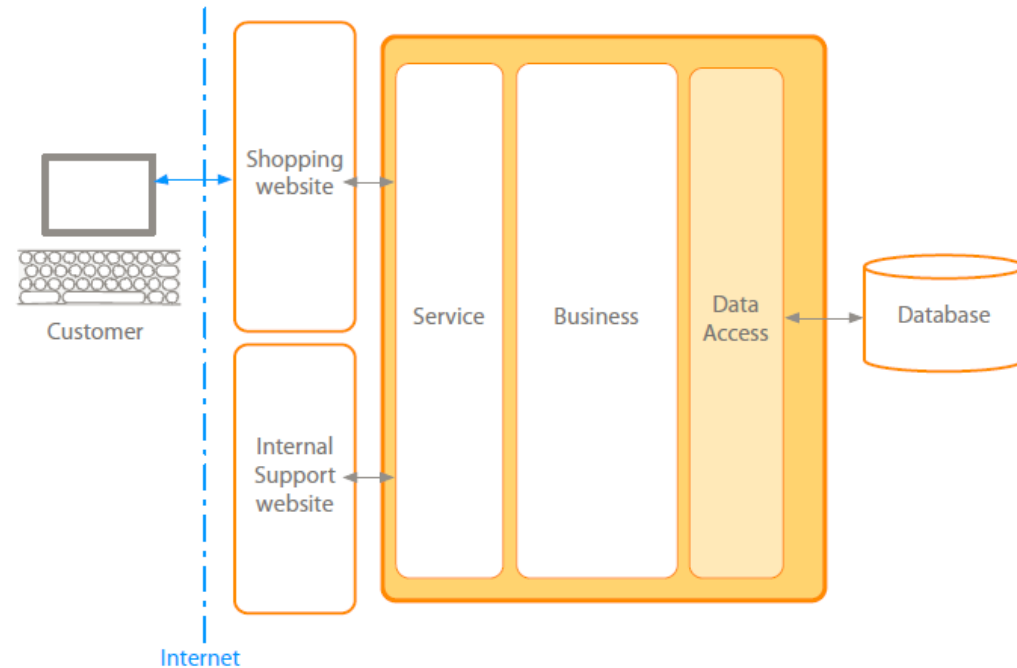 Shopping
website
Customer
Internal
Support
website
Service
Business
Data
Access
Database
Internet